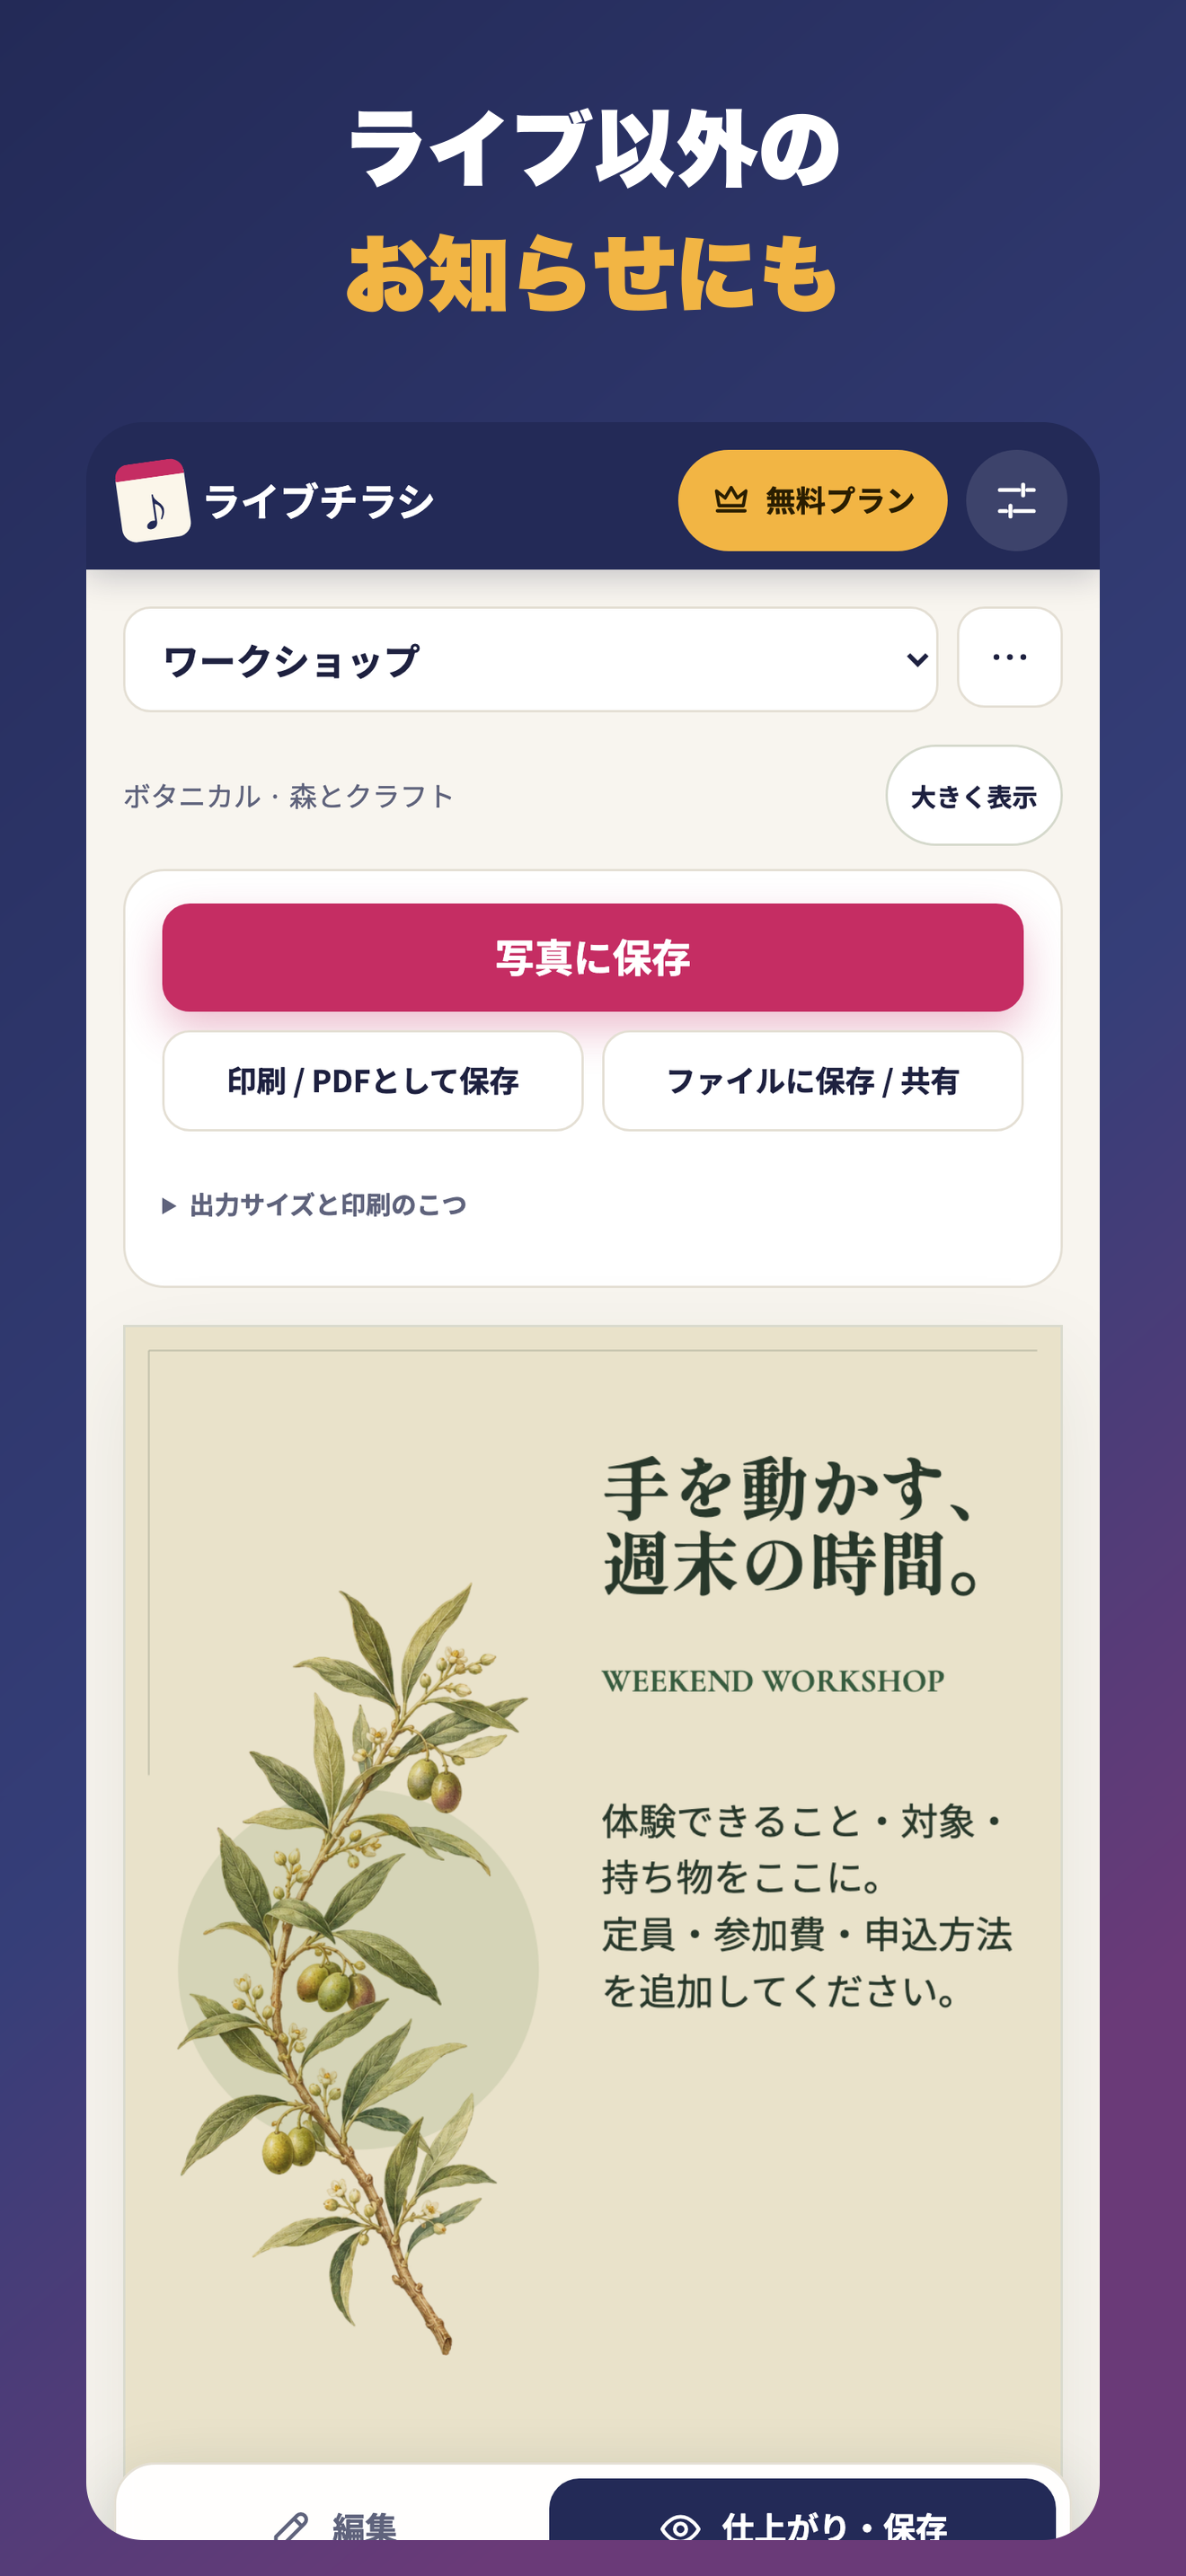 ライブ以外の
お知らせにも
ライブチラシ
無料プラン
ワークショップ
ボタニカル・森とクラフト
大きく表示
写真に保存
印刷 / PDFとして保存
ファイルに保存 / 共有
出力サイズと印刷のこつ
手を動かす、
週末の時間。
WEEKEND WORKSHOP
体験できること・対象・
持ち物をここに。
定員・参加費・申込方法
を追加してください。
編集
仕上がり・保存